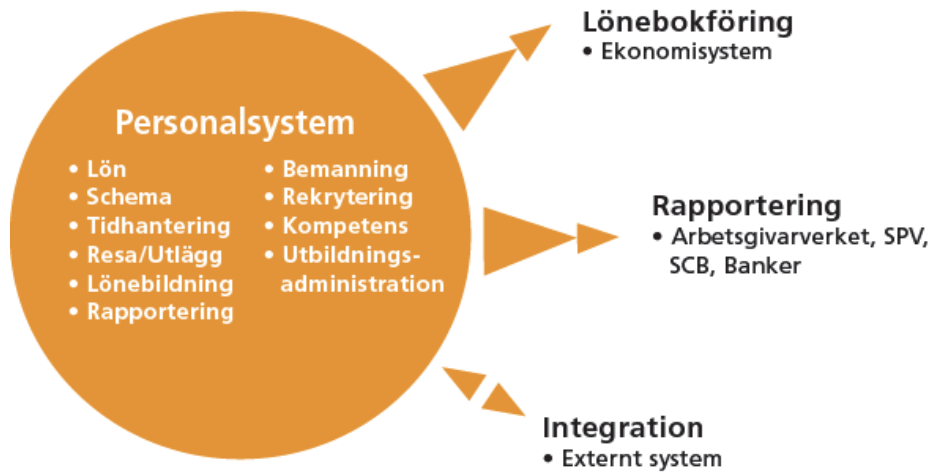 Personalsystem
• Lön
• Schema
• Tidhantering
• Resa/Utlägg
• Lönebildning
• Rapportering
• Bemanning
• Rekrytering
• Kompetens
• Utbildnings-
administration
Lönebokföring
• Ekonomisystem
Rapportering
• Arbetsgivarverket, SPV,
SCB, Banker
Integration
• Externt system